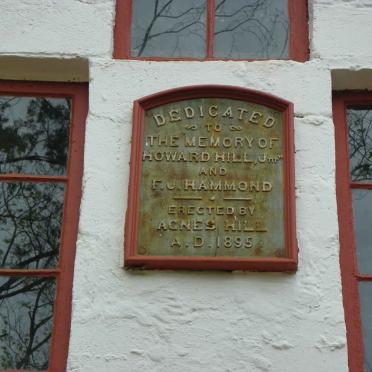 DEDICATED
TO
THE MEMORY OF
HOWARD HILL, Jnr
AND
F.J. HAMMOND
ERECTED BY
AGNES HILL
A.D. 1895